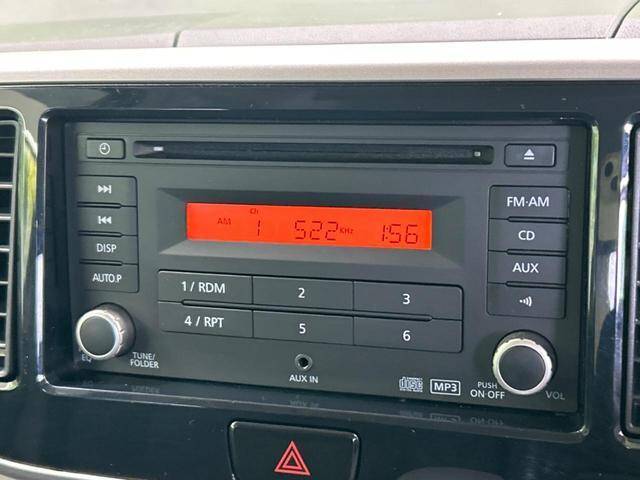 AM Ch 1 522 KHz 1:56
DISP
AUTO.P
FM·AM
CD
AUX
1 / RDM
2
3
4 / RPT
5
6
TUNE/
FOLDER
AUX IN
MP3
PUSH
ON·OFF
VOL